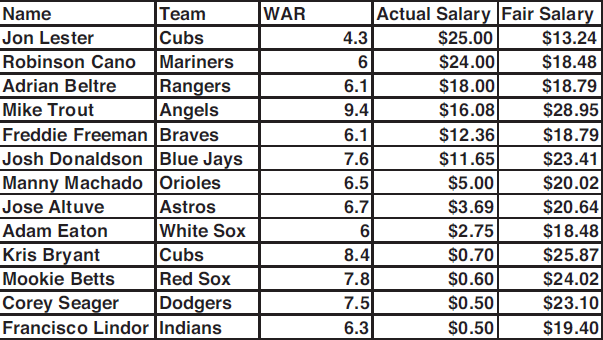 Name Team WAR Actual Salary Fair Salary
Jon Lester Cubs 4.3 $25.00 $13.24
Robinson Cano Mariners 6 $24.00 $18.48
Adrian Beltre Rangers 6.1 $18.00 $18.79
Mike Trout Angels 9.4 $16.08 $28.95
Freddie Freeman Braves 6.1 $12.36 $18.79
Josh Donaldson Blue Jays 7.6 $11.65 $23.41
Manny Machado Orioles 6.5 $5.00 $20.02
Jose Altuve Astros 6.7 $3.69 $20.64
Adam Eaton White Sox 6 $2.75 $18.48
Kris Bryant Cubs 8.4 $0.70 $25.87
Mookie Betts Red Sox 7.8 $0.60 $24.02
Corey Seager Dodgers 7.5 $0.50 $23.10
Francisco Lindor Indians 6.3 $0.50 $19.40